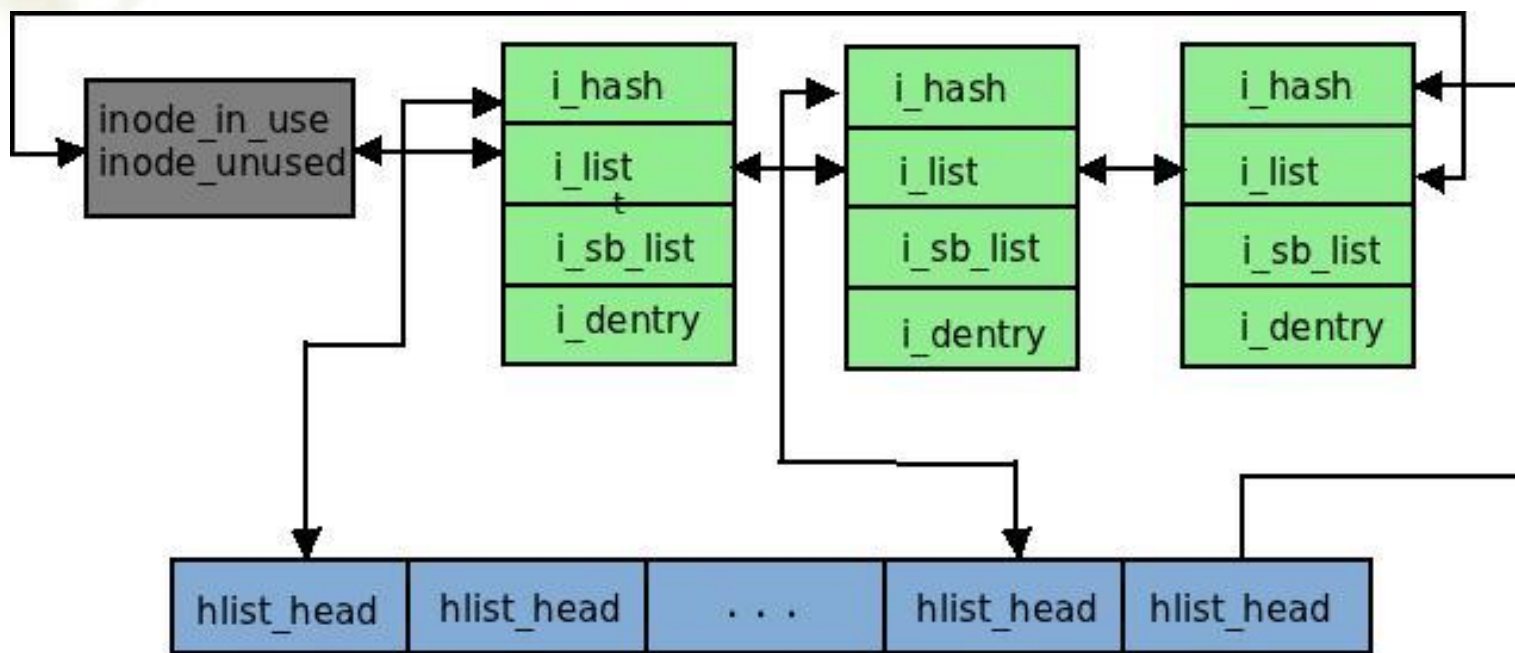 inode_in_use
inode_unused
i_hash
i_list
t
i_sb_list
i_dentry
i_hash
i_list
i_sb_list
i_dentry
i_hash
i_list
i_sb_list
i_dentry
hlist_head
hlist_head
. . .
hlist_head
hlist_head